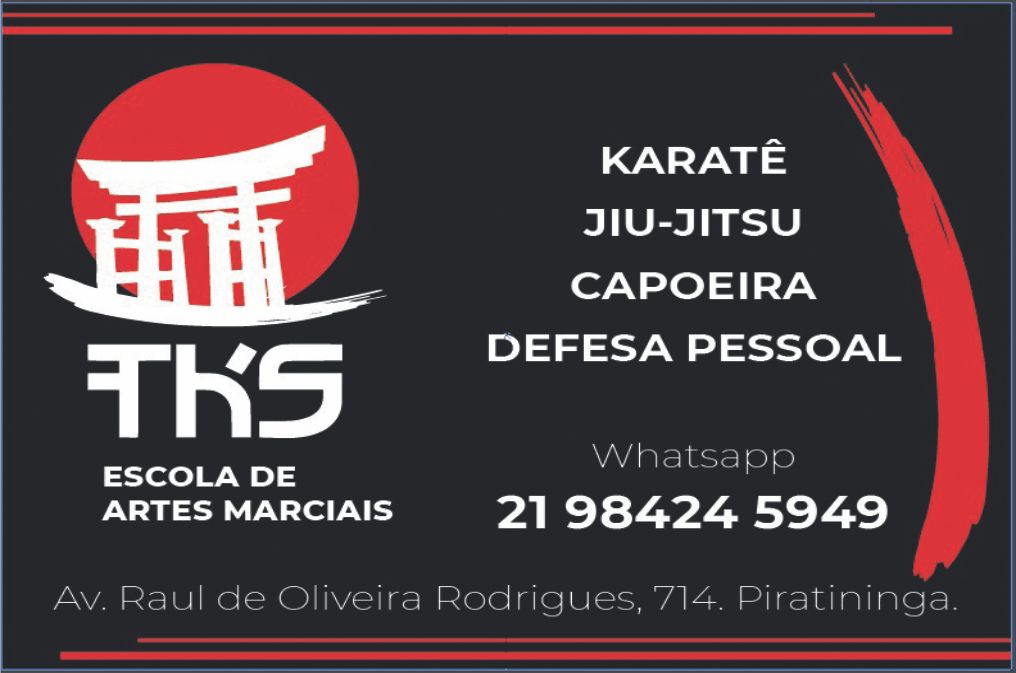 TKS
ESCOLA DE
ARTES MARCIAIS
KARATÊ
JIU-JITSU
CAPOEIRA
DEFESA PESSOAL
Whatsapp
21 98424 5949
Av. Raul de Oliveira Rodrigues, 714. Piratininga.